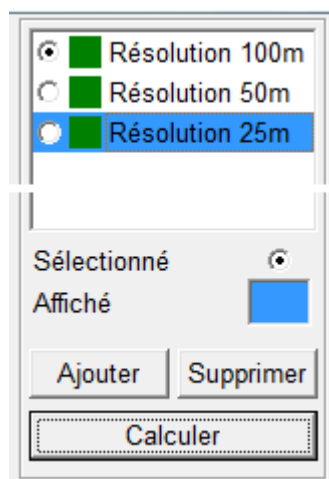 Résolution 100m
Résolution 50m
Résolution 25m
Sélectionné
Affiché
Ajouter Supprimer
Calculer